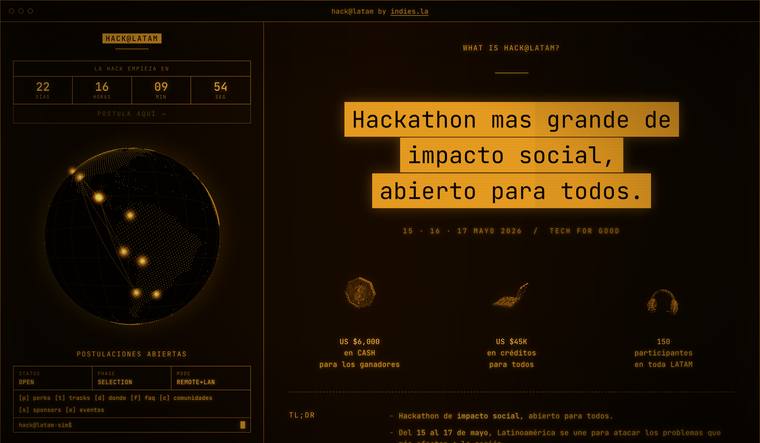 hack@latam by indies.la
HACK@LATAM
LA HACK EMPIEZA EN
22 16 09 54
DÍAS HORAS MIN SEG
POSTULA AQUÍ →
POSTULACIONES ABIERTAS
STATUS PHASE MODE
OPEN SELECTION REMOTE+LAN
[p] perks [t] tracks [d] donde [f] faq [c] comunidades
[s] sponsors [e] eventos
hack@latam-sim$
WHAT IS HACK@LATAM?
Hackathon mas grande de
impacto social,
abierto para todos.
15 · 16 · 17 MAYO 2026 / TECH FOR GOOD
US $6,000
en CASH
para los ganadores
US $45K
en créditos
para todos
150
participantes
en toda LATAM
TL;DR
- Hackathon de impacto social, abierto para todos.
- Del 15 al 17 de mayo, Latinoamérica se une para atacar los problemas que